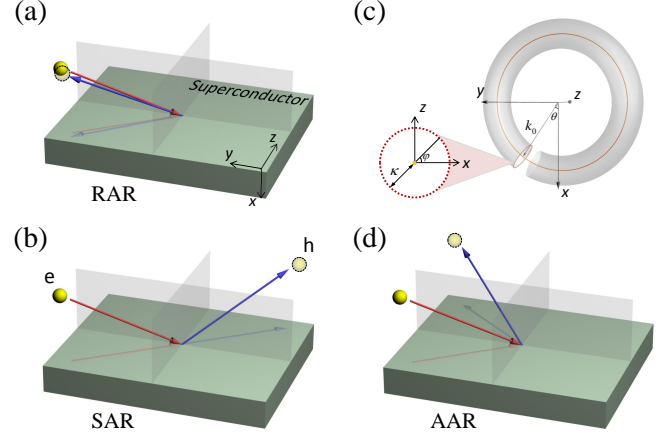 (a)
Superconductor
z
y
x
RAR
(b)
e
h
SAR
(c)
y
z
θ
k₀
x
z
κ
φ
x
(d)
AAR